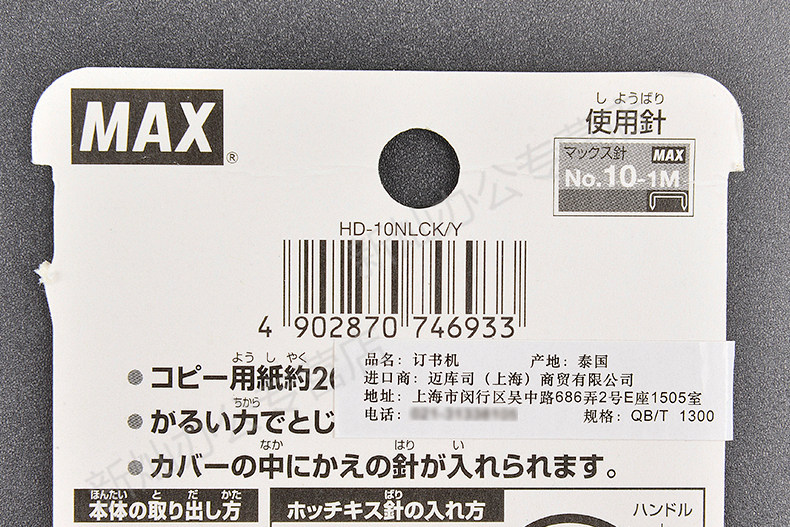 MAX®
しようばり
使用針
マックス針 MAX
No.10-1M
HD-10NLCK/Y
4 902870 746933
品名：订书机 产地：泰国
进口商：迈库司（上海）商贸有限公司
地址：上海市闵行区吴中路686弄2号E座1505室
电话： 规格：QB/T 1300
ようしやく
●コピー用紙約2
ちから
●かるい力でとじ
なか はり い
●カバーの中にかえの針が入れられます。
ほんたい と だ かた
本体の取り出し方
ばり
ホッチキス針の入れ方
ハンドル